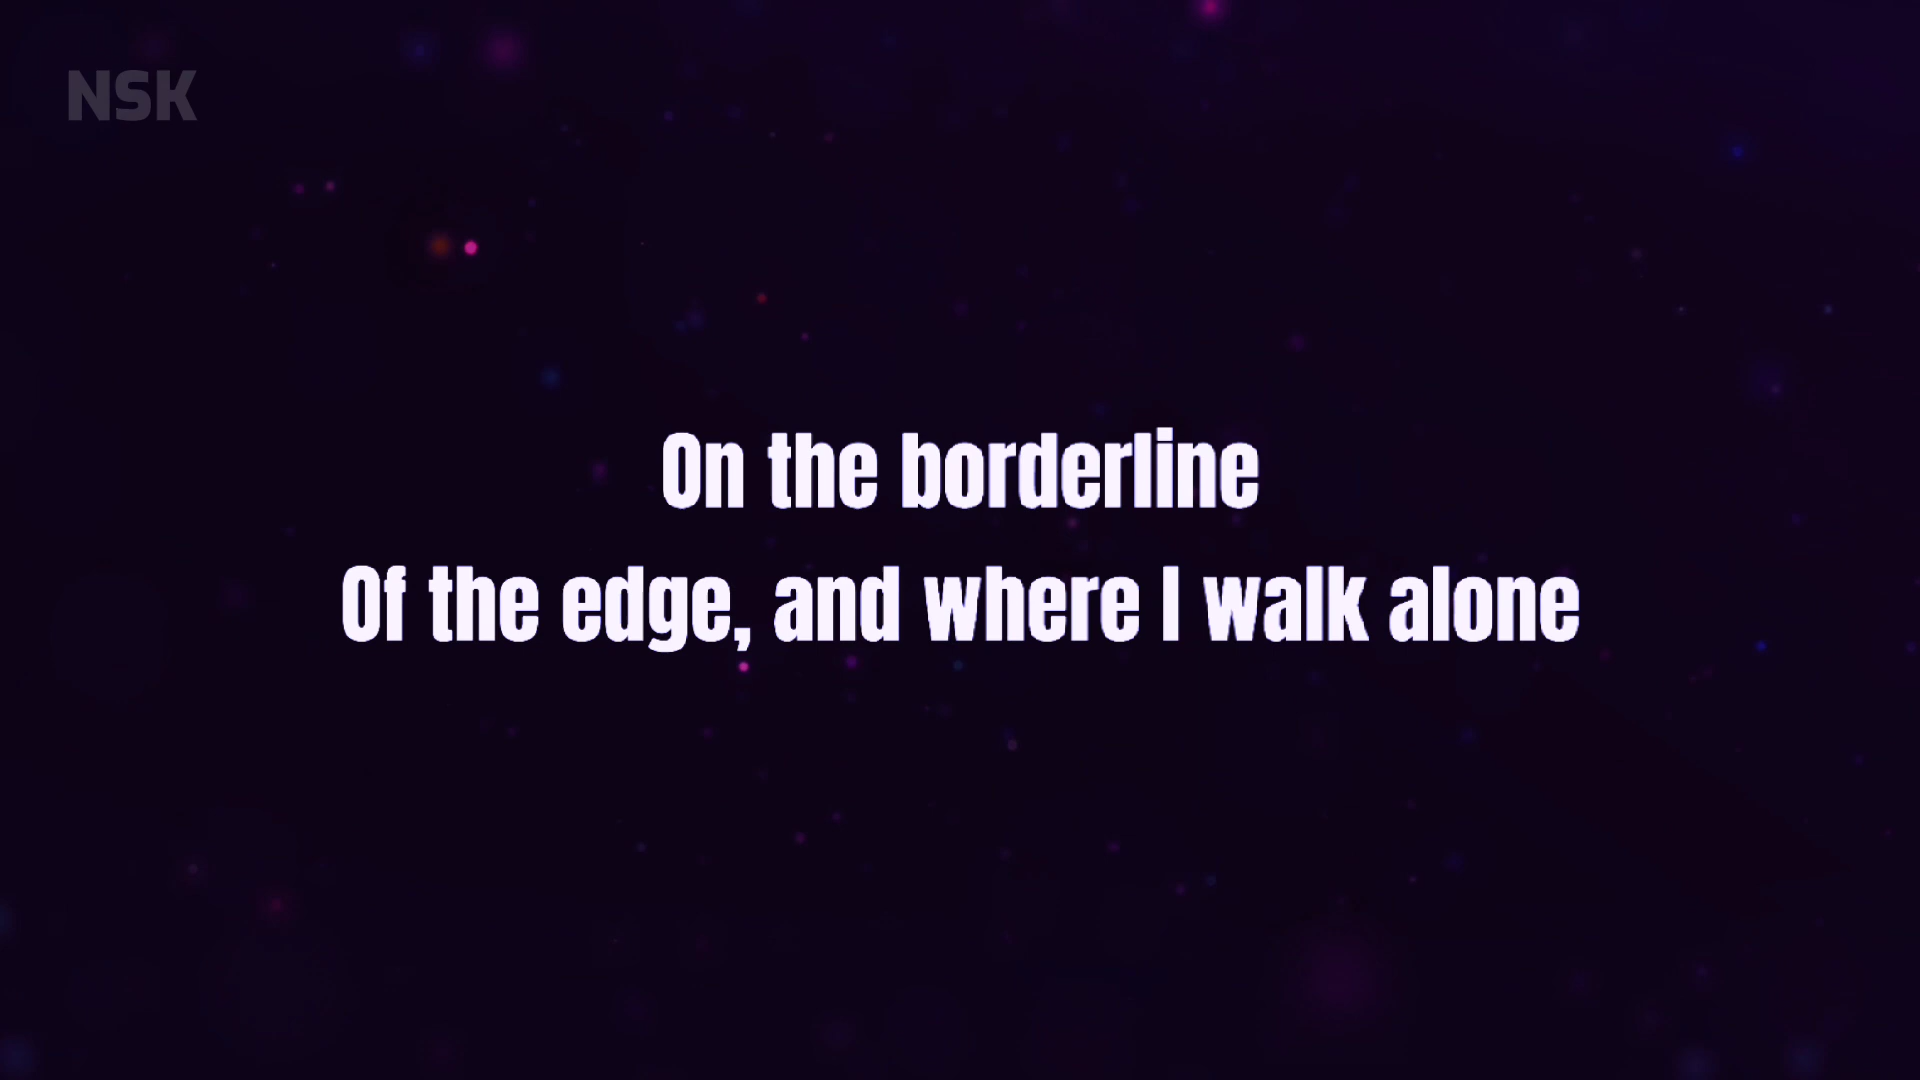 NSK
On the borderline
Of the edge, and where I walk alone